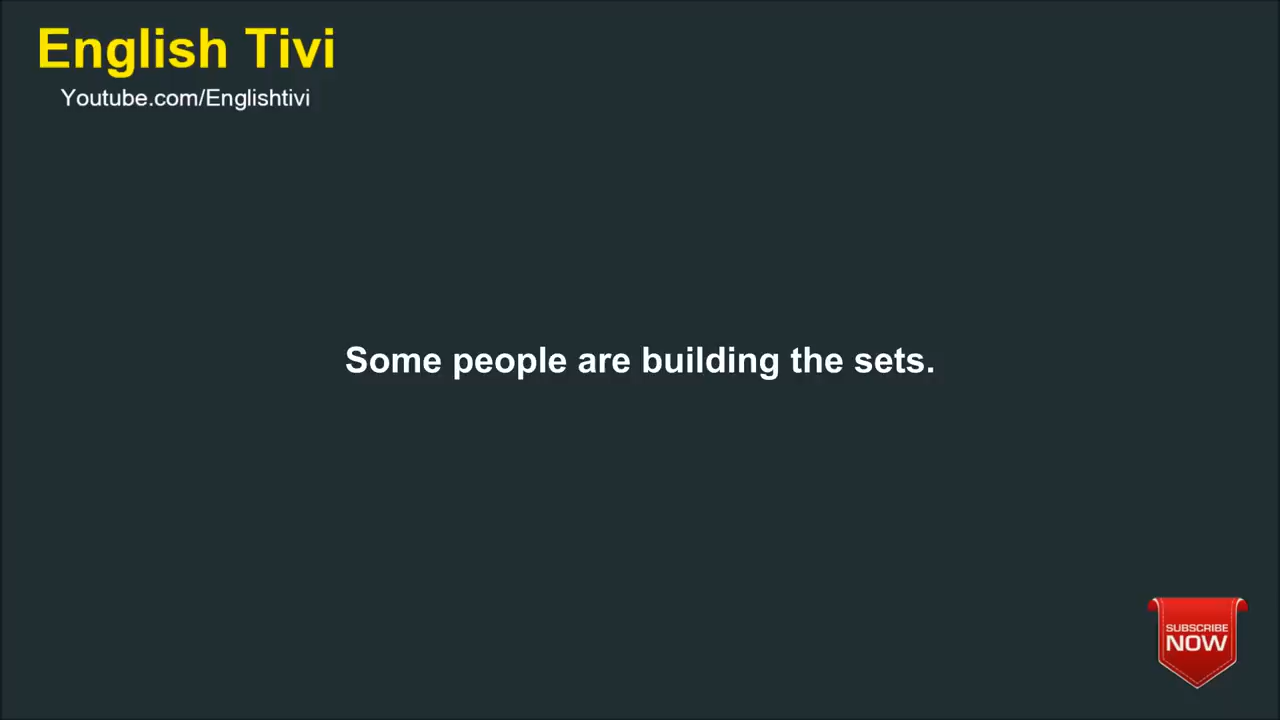 English Tivi
Youtube.com/Englishtivi
Some people are building the sets.
SUBSCRIBE
NOW